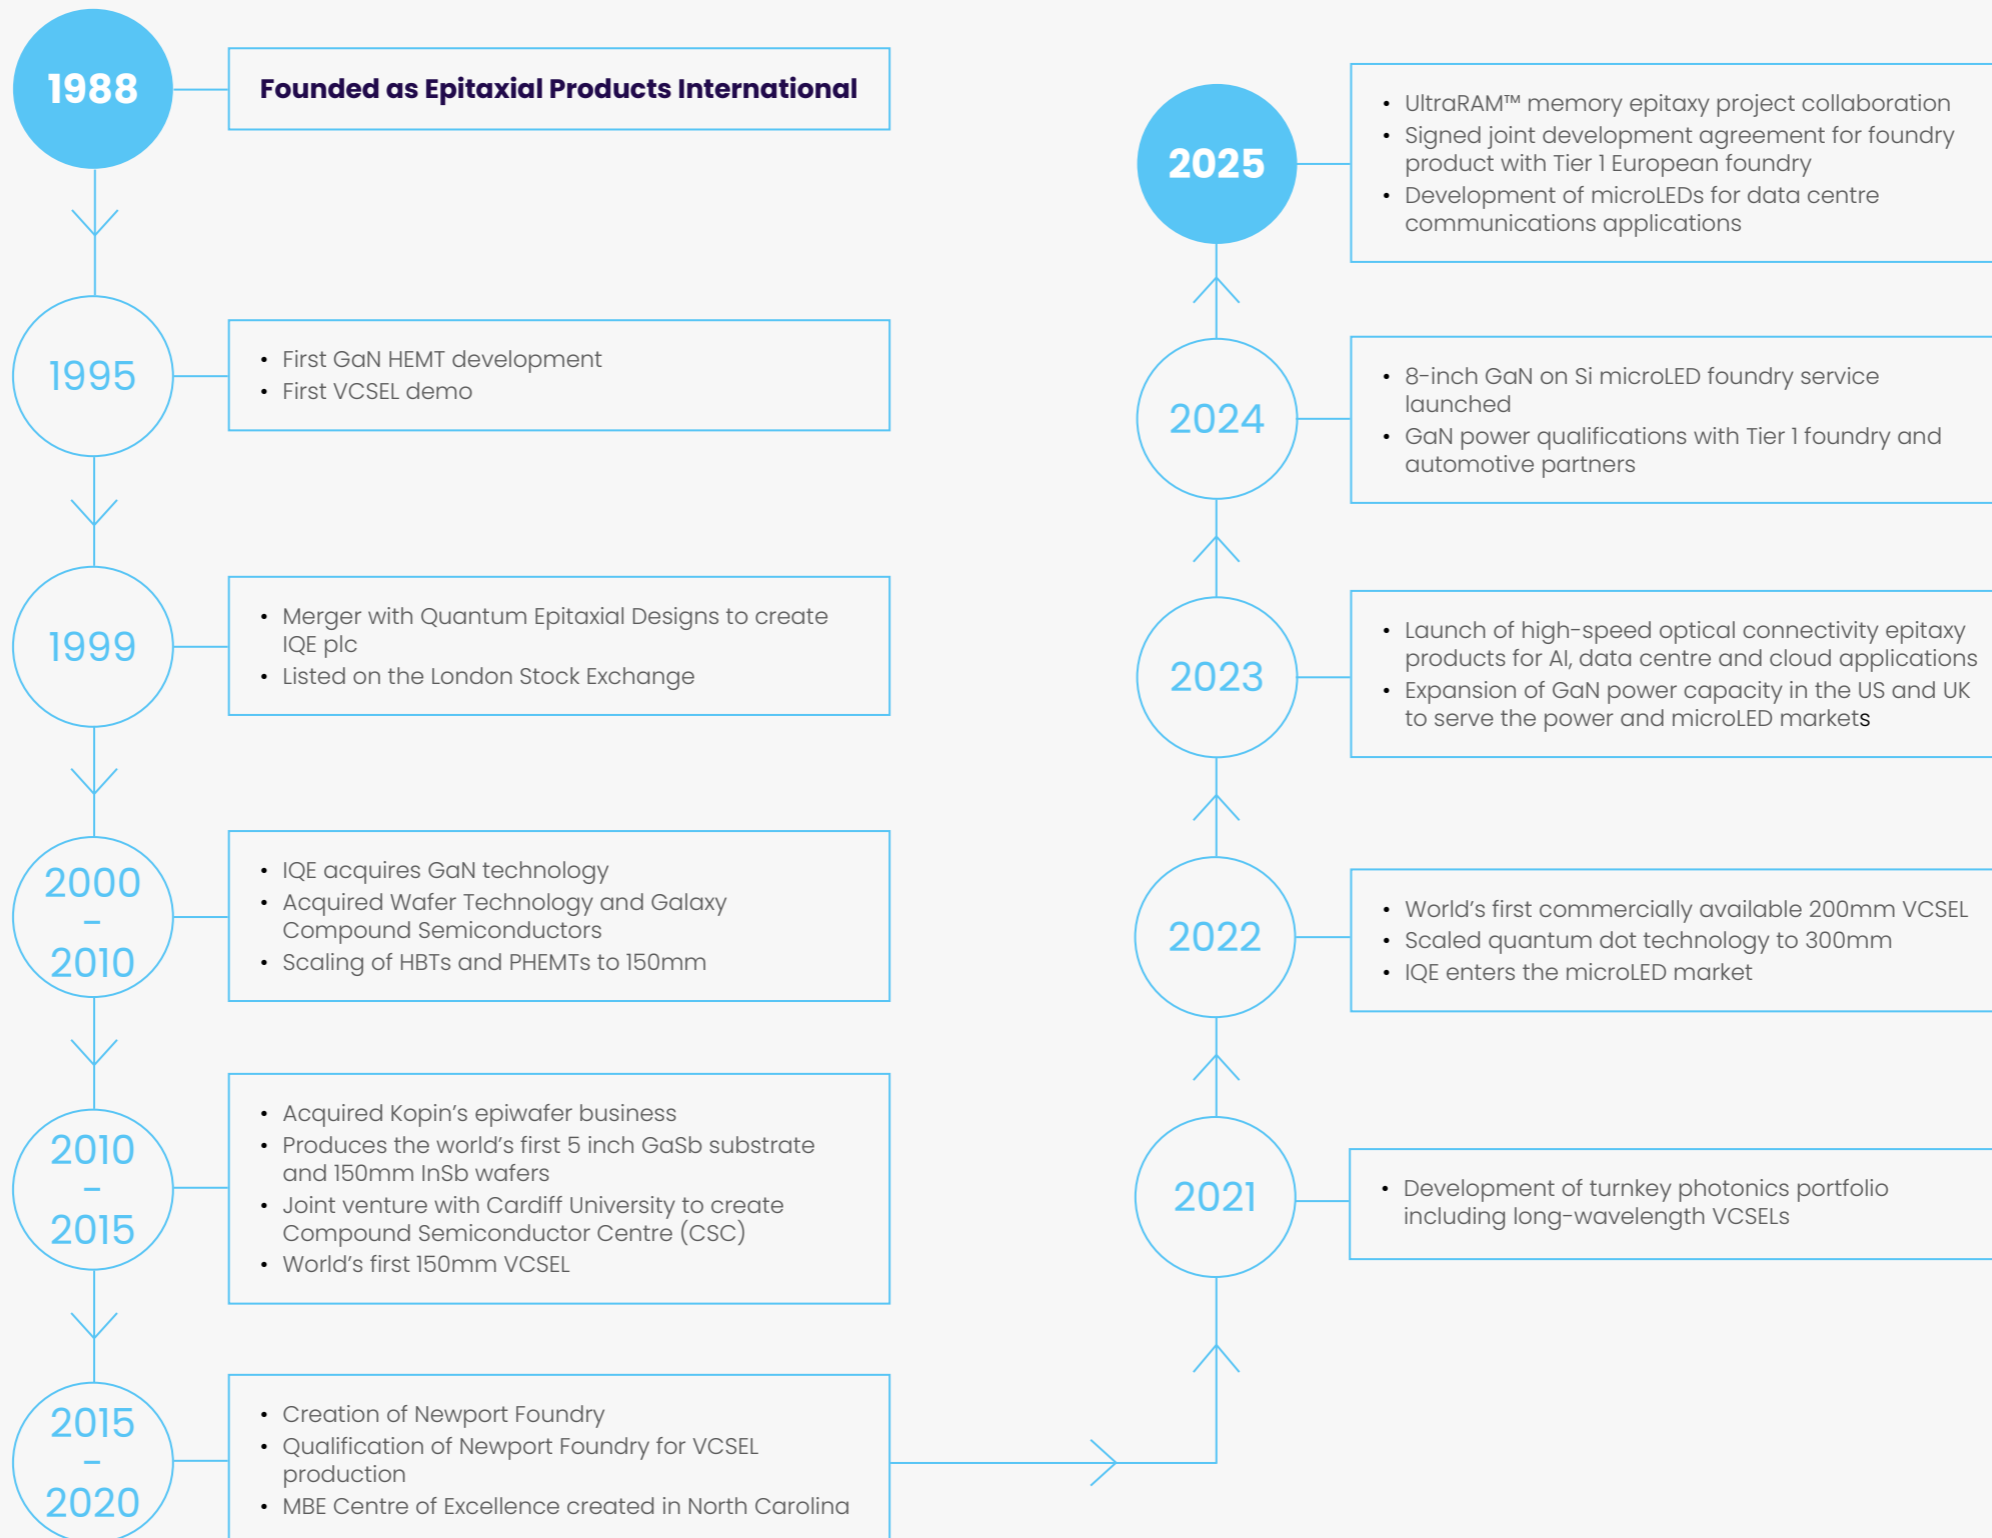 1988
Founded as Epitaxial Products International
1995
• First GaN HEMT development
• First VCSEL demo
1999
• Merger with Quantum Epitaxial Designs to create
IQE plc
• Listed on the London Stock Exchange
2000
-
2010
• IQE acquires GaN technology
• Acquired Wafer Technology and Galaxy
Compound Semiconductors
• Scaling of HBTs and PHEMTs to 150mm
2010
-
2015
• Acquired Kopin’s epiwafer business
• Produces the world’s first 5 inch GaSb substrate
and 150mm InSb wafers
• Joint venture with Cardiff University to create
Compound Semiconductor Centre (CSC)
• World’s first 150mm VCSEL
2015
-
2020
• Creation of Newport Foundry
• Qualification of Newport Foundry for VCSEL
production
• MBE Centre of Excellence created in North Carolina
2021
• Development of turnkey photonics portfolio
including long-wavelength VCSELs
2022
• World’s first commercially available 200mm VCSEL
• Scaled quantum dot technology to 300mm
• IQE enters the microLED market
2023
• Launch of high-speed optical connectivity epitaxy
products for AI, data centre and cloud applications
• Expansion of GaN power capacity in the US and UK
to serve the power and microLED markets
2024
• 8-inch GaN on Si microLED foundry service
launched
• GaN power qualifications with Tier 1 foundry and
automotive partners
2025
• UltraRAM™ memory epitaxy project collaboration
• Signed joint development agreement for foundry
product with Tier 1 European foundry
• Development of microLEDs for data centre
communications applications